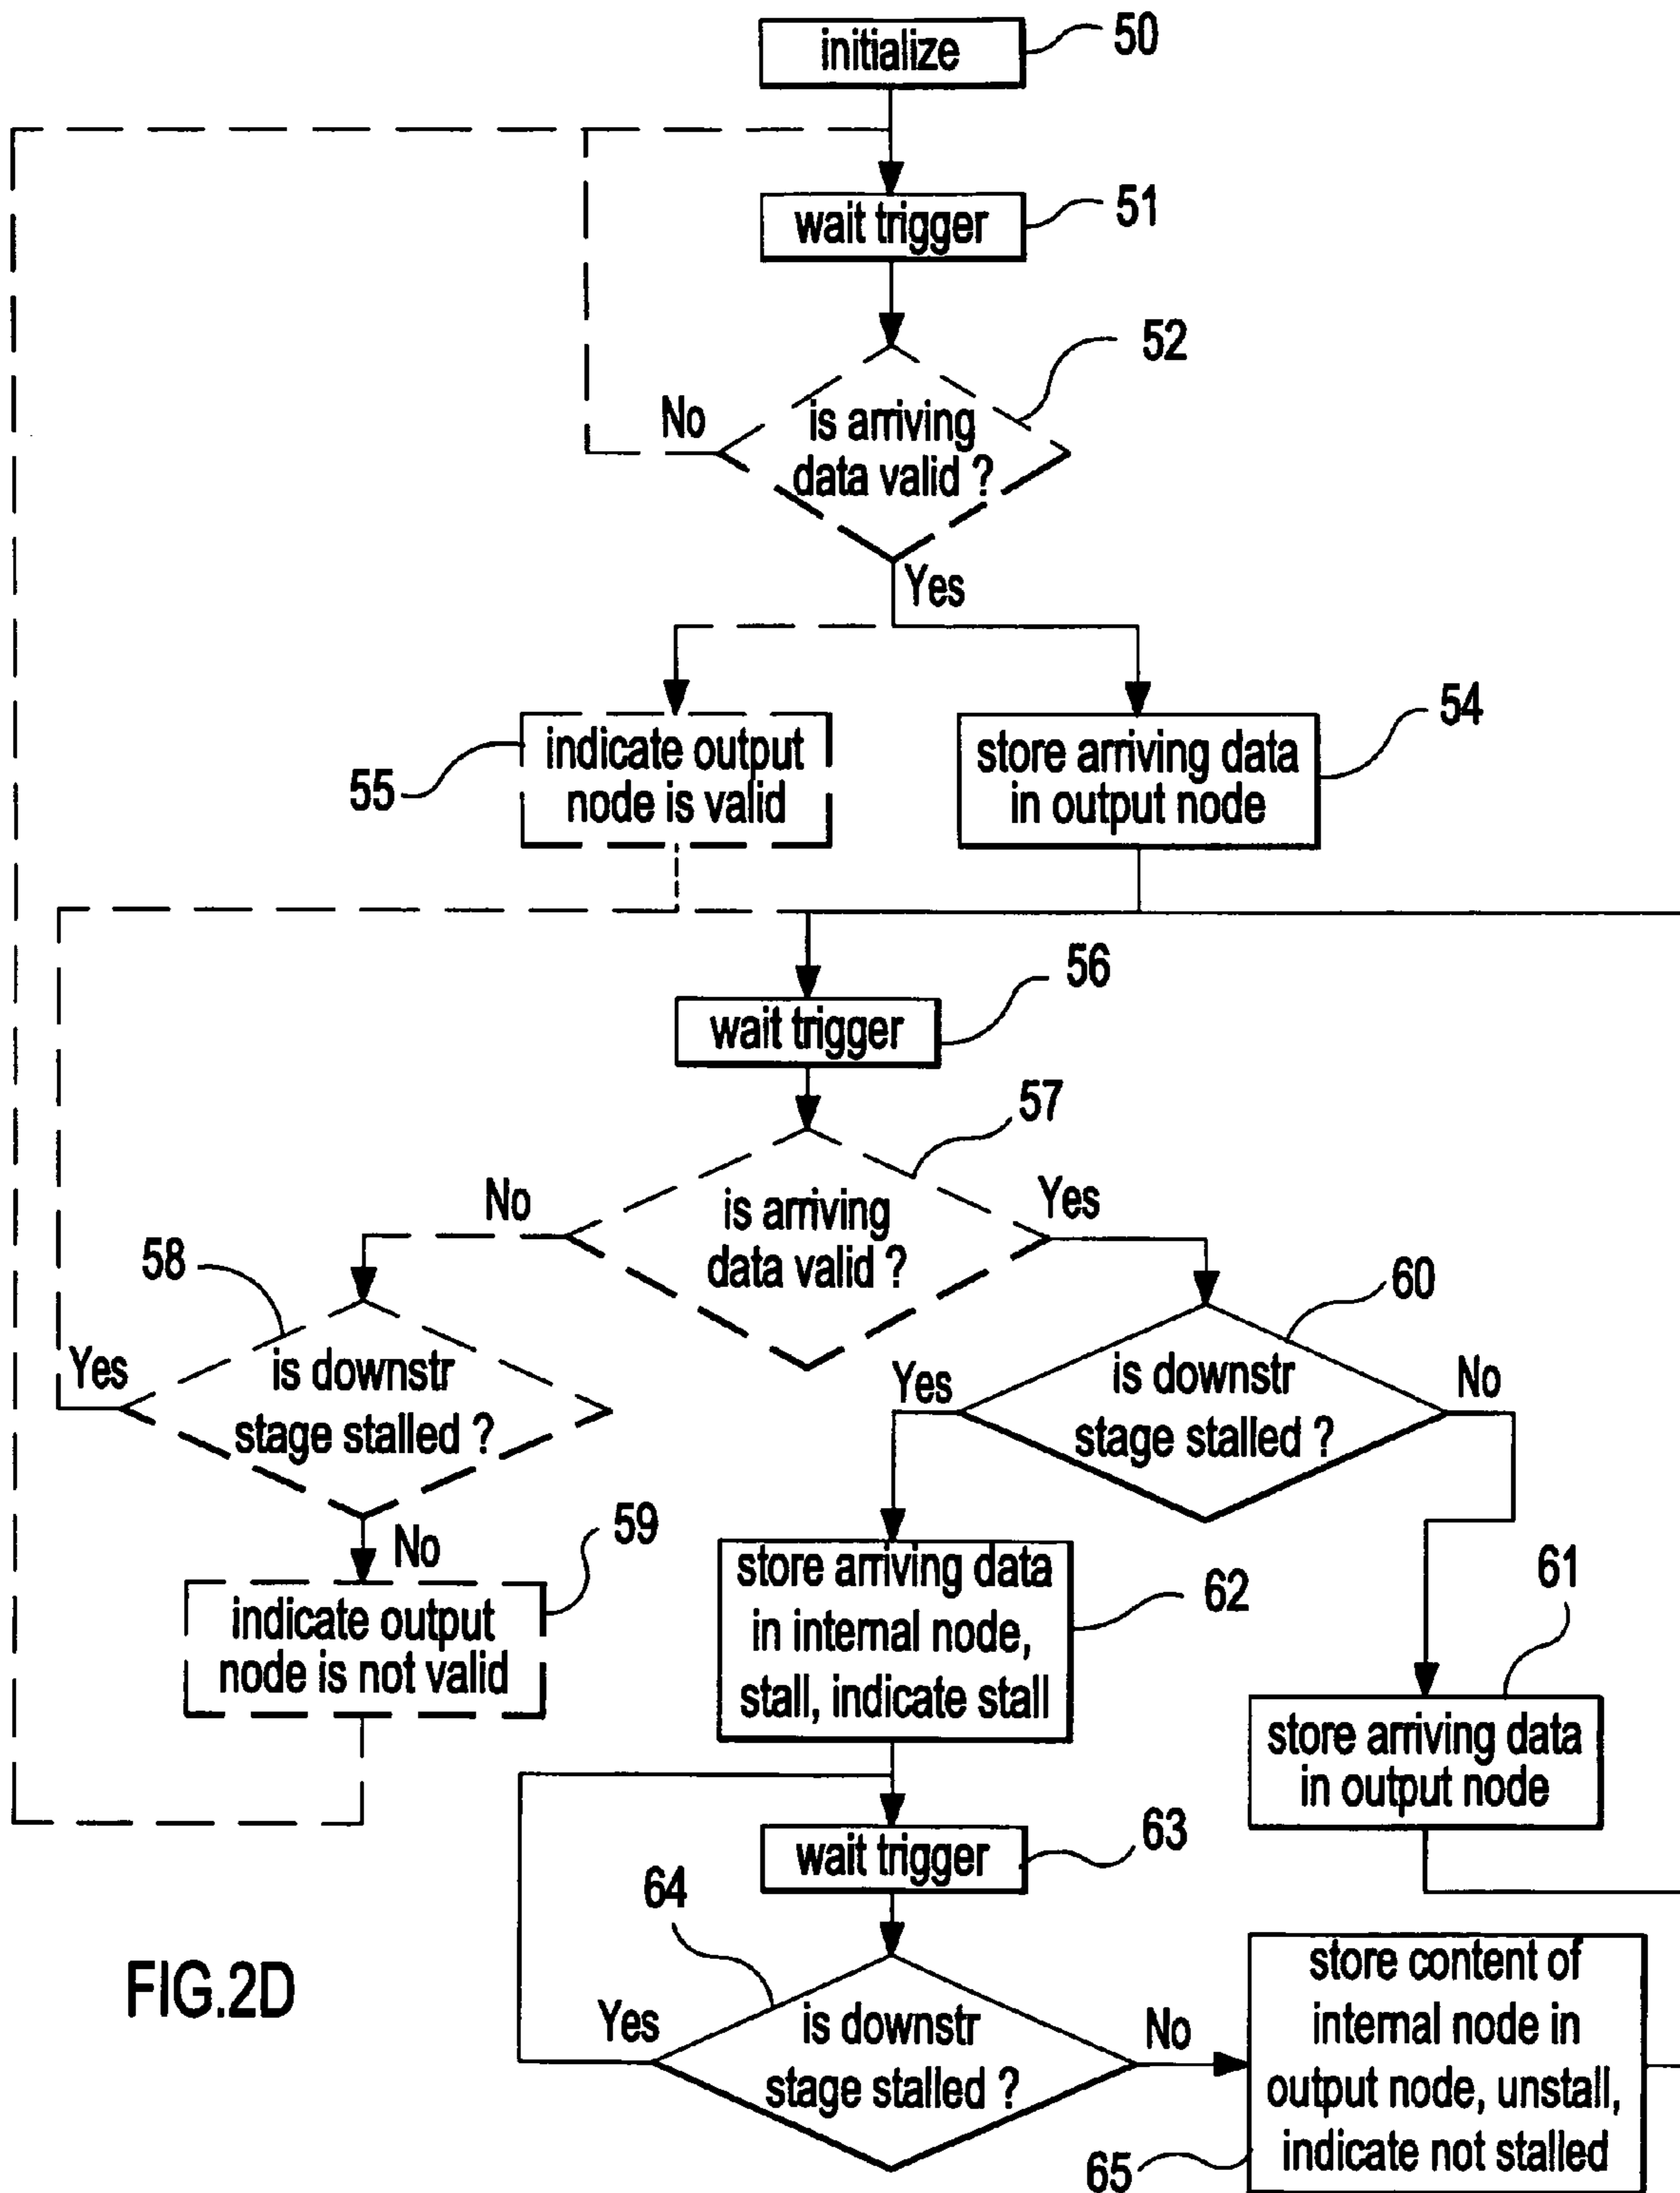 initialize
50
wait trigger
51
52
No
is arriving
data valid ?
Yes
55
indicate output
node is valid
store arriving data
in output node
54
56
wait trigger
57
No
is arriving
data valid ?
Yes
58
Yes
is downstr
stage stalled ?
No
60
Yes
is downstr
stage stalled ?
No
59
indicate output
node is not valid
store arriving data
in internal node,
stall, indicate stall
62
61
store arriving data
in output node
wait trigger
63
64
Yes
is downstr
stage stalled ?
No
store content of
internal node in
output node, unstall,
indicate not stalled
65
FIG.2D